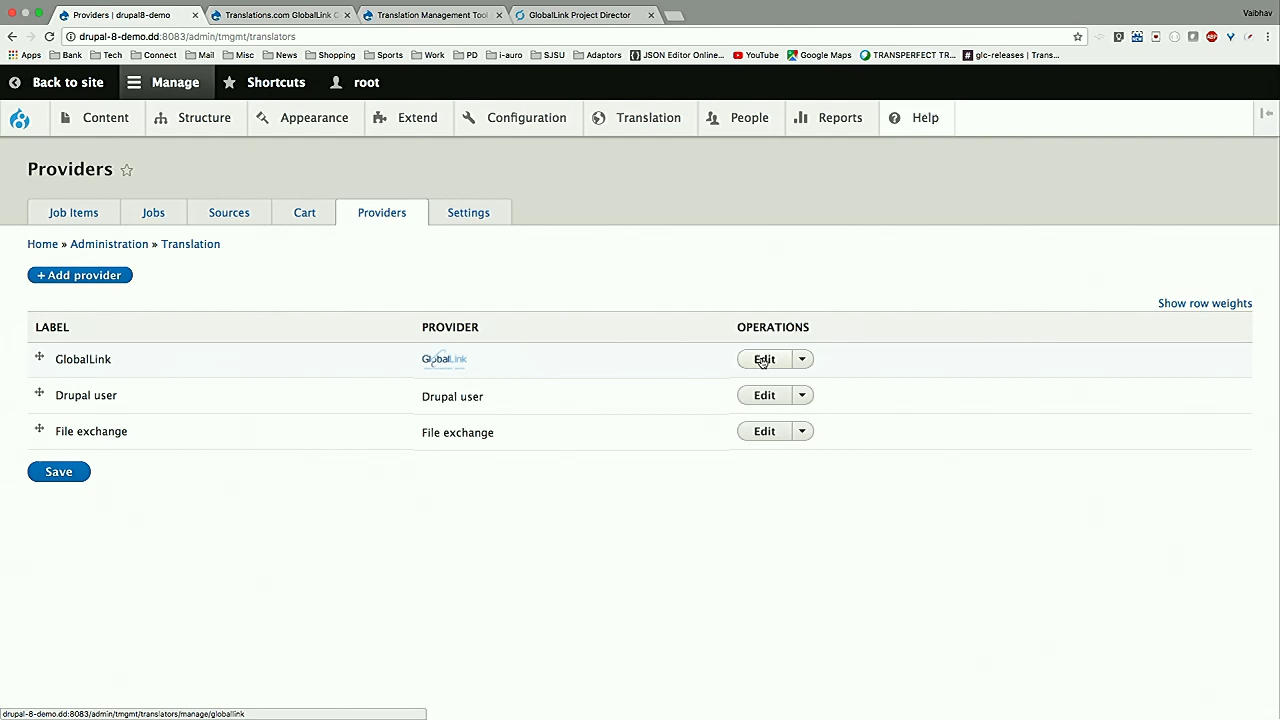 Providers | drupal8-demo
Translations.com GlobalLink C
Translation Management Tool
GlobalLink Project Director
Vaibhav
drupal-8-demo.dd:8083/admin/tmgmt/translators
Apps Bank Tech Connect Mail Misc News Shopping Sports Work PD i-auro SJSU Adaptors JSON Editor Online... YouTube Google Maps TRANSPERFECT TR... glc-releases | Trans...
Back to site Manage Shortcuts root
Content Structure Appearance Extend Configuration Translation People Reports Help
Providers
Job Items Jobs Sources Cart Providers Settings
Home » Administration » Translation
+ Add provider
Show row weights
LABEL PROVIDER OPERATIONS
GlobalLink GlobalLink Edit
Drupal user Drupal user Edit
File exchange File exchange Edit
Save
drupal-8-demo.dd:8083/admin/tmgmt/translators/manage/globallink